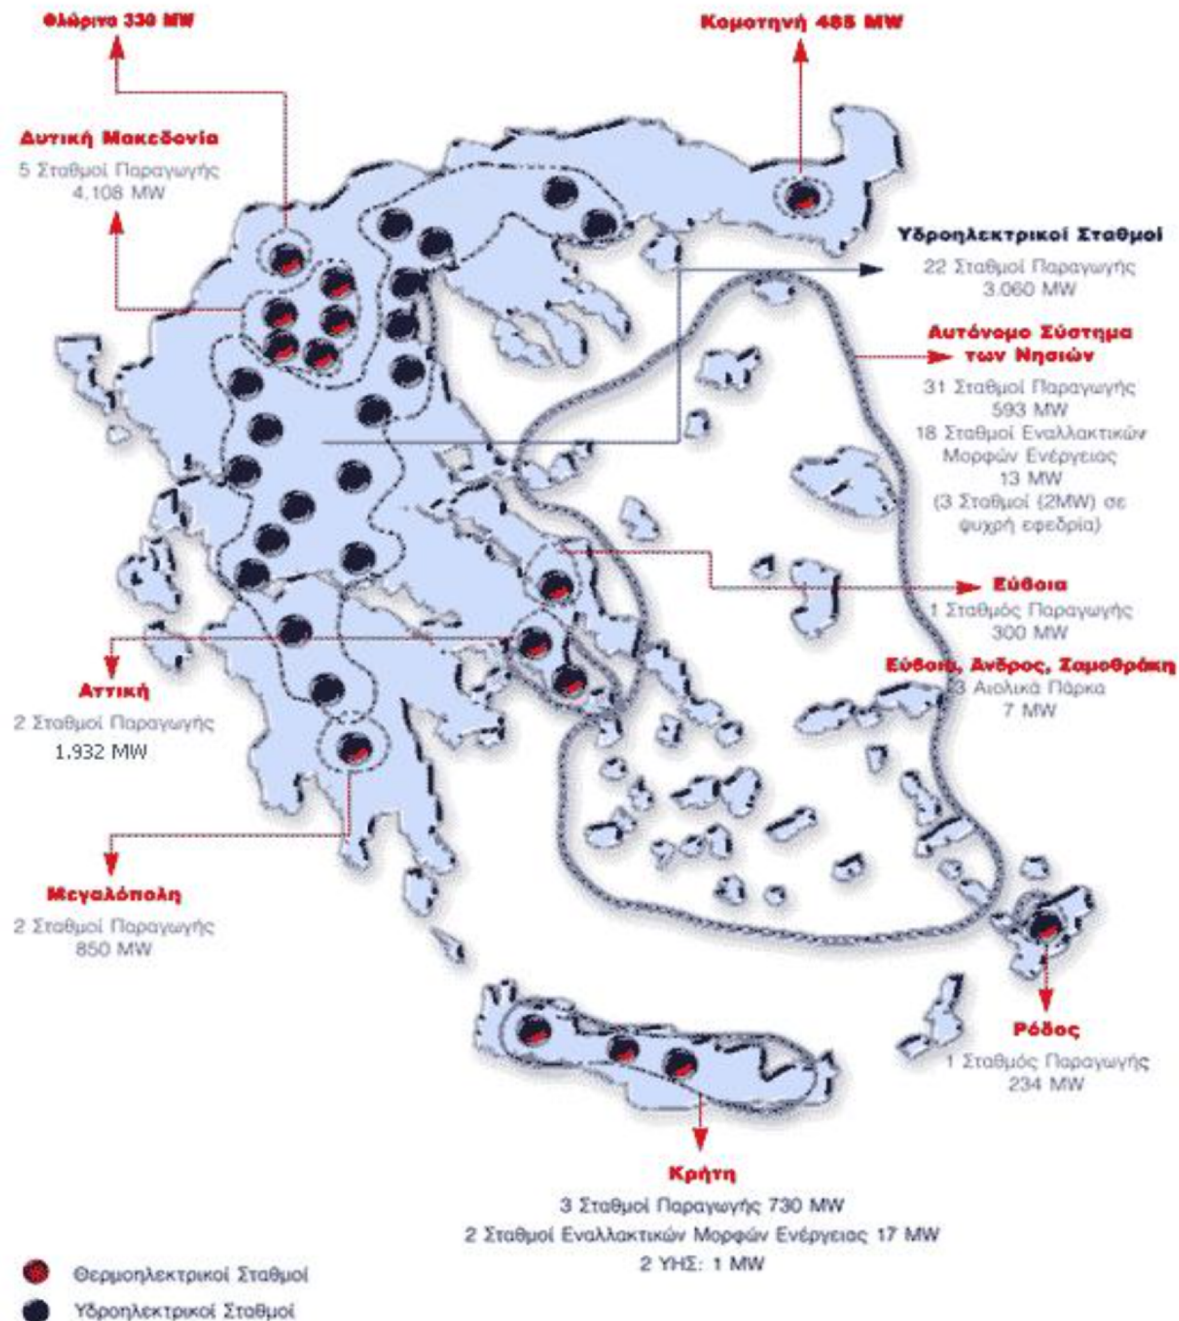 Φλώρινα 330 MW
Κομοτηνή 485 MW
Δυτική Μακεδονία
5 Σταθμοί Παραγωγής
4.108 MW
Υδροηλεκτρικοί Σταθμοί
22 Σταθμοί Παραγωγής
3.060 MW
Αυτόνομο Σύστημα
των Νησιών
31 Σταθμοί Παραγωγής
593 MW
18 Σταθμοί Εναλλακτικών
Μορφών Ενέργειας
13 MW
(3 Σταθμοί (2MW) σε
ψυχρή εφεδρία)
Εύβοια
1 Σταθμός Παραγωγής
300 MW
Εύβοια, Ανδρος, Σαμοθράκη
3 Αιολικά Πάρκα
7 MW
Αττική
2 Σταθμοί Παραγωγής
1.932 MW
Μεγαλόπολη
2 Σταθμοί Παραγωγής
850 MW
Ρόδος
1 Σταθμός Παραγωγής
234 MW
Κρήτη
3 Σταθμοί Παραγωγής 730 MW
2 Σταθμοί Εναλλακτικών Μορφών Ενέργειας 17 MW
2 ΥΗΣ: 1 MW
Θερμοηλεκτρικοί Σταθμοί
Υδροηλεκτρικοί Σταθμοί